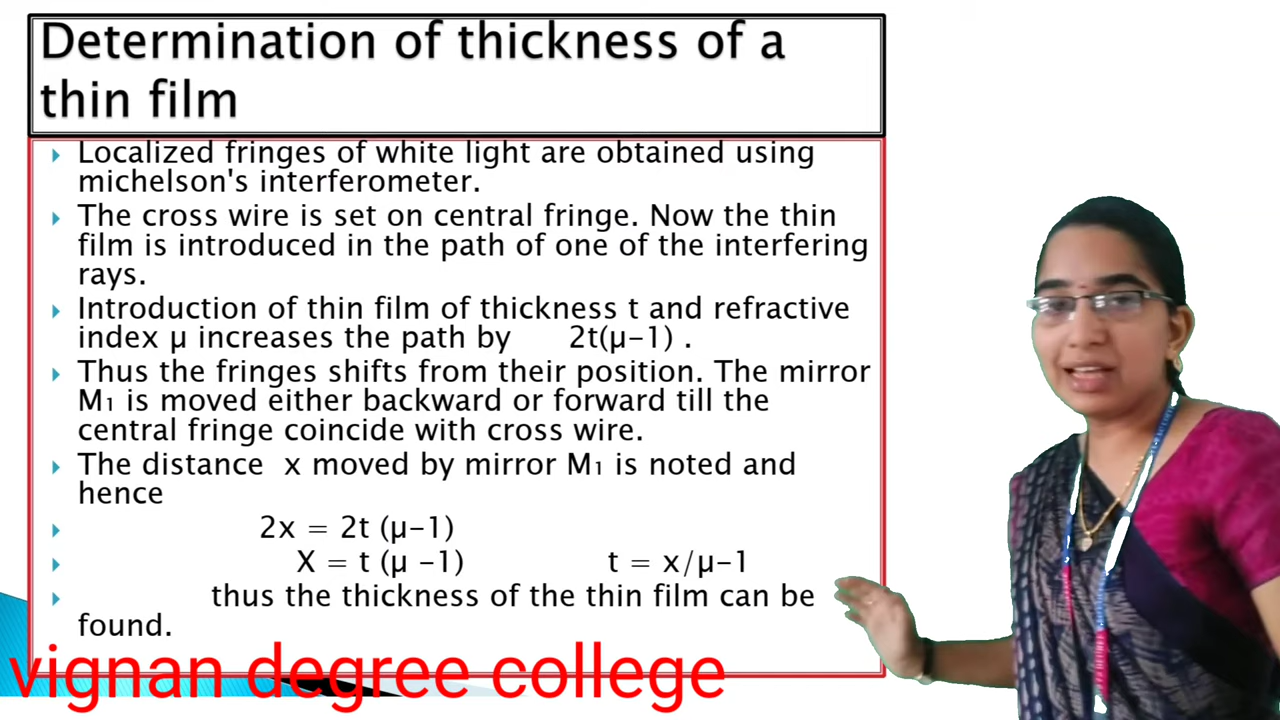 Determination of thickness of a
thin film
Localized fringes of white light are obtained using
michelson's interferometer.
The cross wire is set on central fringe. Now the thin
film is introduced in the path of one of the interfering
rays.
Introduction of thin film of thickness t and refractive
index µ increases the path by 2t(µ-1) .
Thus the fringes shifts from their position. The mirror
M₁ is moved either backward or forward till the
central fringe coincide with cross wire.
The distance x moved by mirror M₁ is noted and
hence
2x = 2t (µ-1)
X = t (µ -1) t = x/µ-1
thus the thickness of the thin film can be
found.
vignan degree college